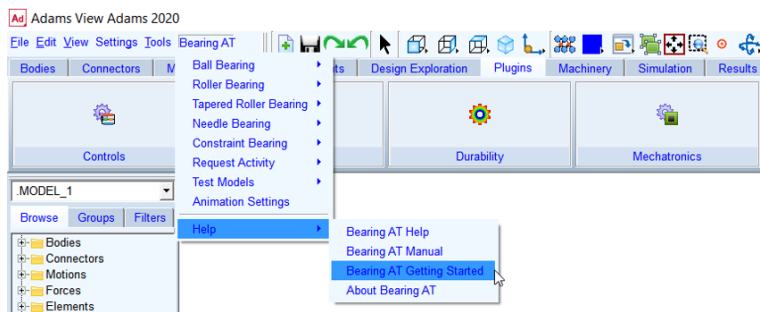 Ad Adams View Adams 2020
File Edit View Settings Tools Bearing AT
Bodies Connectors M ts Design Exploration Plugins Machinery Simulation Results
Ball Bearing
Roller Bearing
Tapered Roller Bearing
Needle Bearing
Constraint Bearing
Request Activity
Test Models
Animation Settings
Help
Controls Durability Mechatronics
.MODEL_1
Browse Groups Filters
Bodies
Connectors
Motions
Forces
Elements
Bearing AT Help
Bearing AT Manual
Bearing AT Getting Started
About Bearing AT